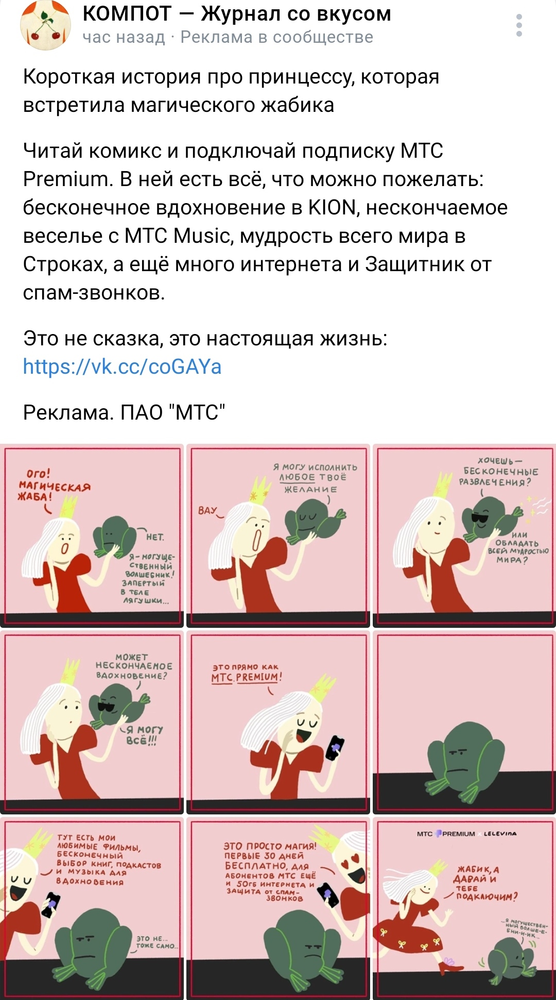 КОМПОТ — Журнал со вкусом
час назад · Реклама в сообществе
Короткая история про принцессу, которая
встретила магического жабика
Читай комикс и подключай подписку МТС
Premium. В ней есть всё, что можно пожелать:
бесконечное вдохновение в KION, нескончаемое
веселье с МТС Music, мудрость всего мира в
Строках, а ещё много интернета и Защитник от
спам-звонков.
Это не сказка, это настоящая жизнь:
https://vk.cc/coGAYa
Реклама. ПАО "МТС"
ОГО!
МАГИЧЕСКАЯ
ЖАБА!
НЕТ.
Я - МОГУЩЕ-
СТВЕННЫЙ
ВОЛШЕБНИК!
ЗАПЕРТЫЙ
В ТЕЛЕ
ЛЯГУШКИ...
Я МОГУ ИСПОЛНИТЬ
ЛЮБОЕ ТВОЁ
ЖЕЛАНИЕ
ВАУ
ХОЧЕШЬ —
БЕСКОНЕЧНЫЕ
РАЗВЛЕЧЕНИЯ?
ИЛИ
ОБЛАДАТЬ
ВСЕЙ МУДРОСТЬЮ
МИРА?
МОЖЕТ
НЕСКОНЧАЕМОЕ
ВДОХНОВЕНИЕ?
Я МОГУ
ВСЁ!!!
ЭТО ПРЯМО КАК
МТС PREMIUM!
ТУТ ЕСТЬ МОИ
ЛЮБИМЫЕ ФИЛЬМЫ,
БЕСКОНЕЧНЫЙ
ВЫБОР КНИГ, ПОДКАСТОВ
И МУЗЫКА ДЛЯ
ВДОХНОВЕНИЯ
ЭТО НЕ...
ТОЖЕ САМО...
ЭТО ПРОСТО МАГИЯ!
ПЕРВЫЕ 30 ДНЕЙ
БЕСПЛАТНО, ДЛЯ
АБОНЕНТОВ МТС ЕЩЁ
И 50ГБ ИНТЕРНЕТА И
ЗАЩИТА ОТ СПАМ-
ЗВОНКОВ
МТС PREMIUM × LELEVINA
ЖАБИК, А
ДАВАЙ И
ТЕБЕ
ПОДКЛЮЧИМ?
...Я МОГУЩЕСТВЕН-
НЫЙ ВОЛШЕ-Е-
БНИ-И-ИК...